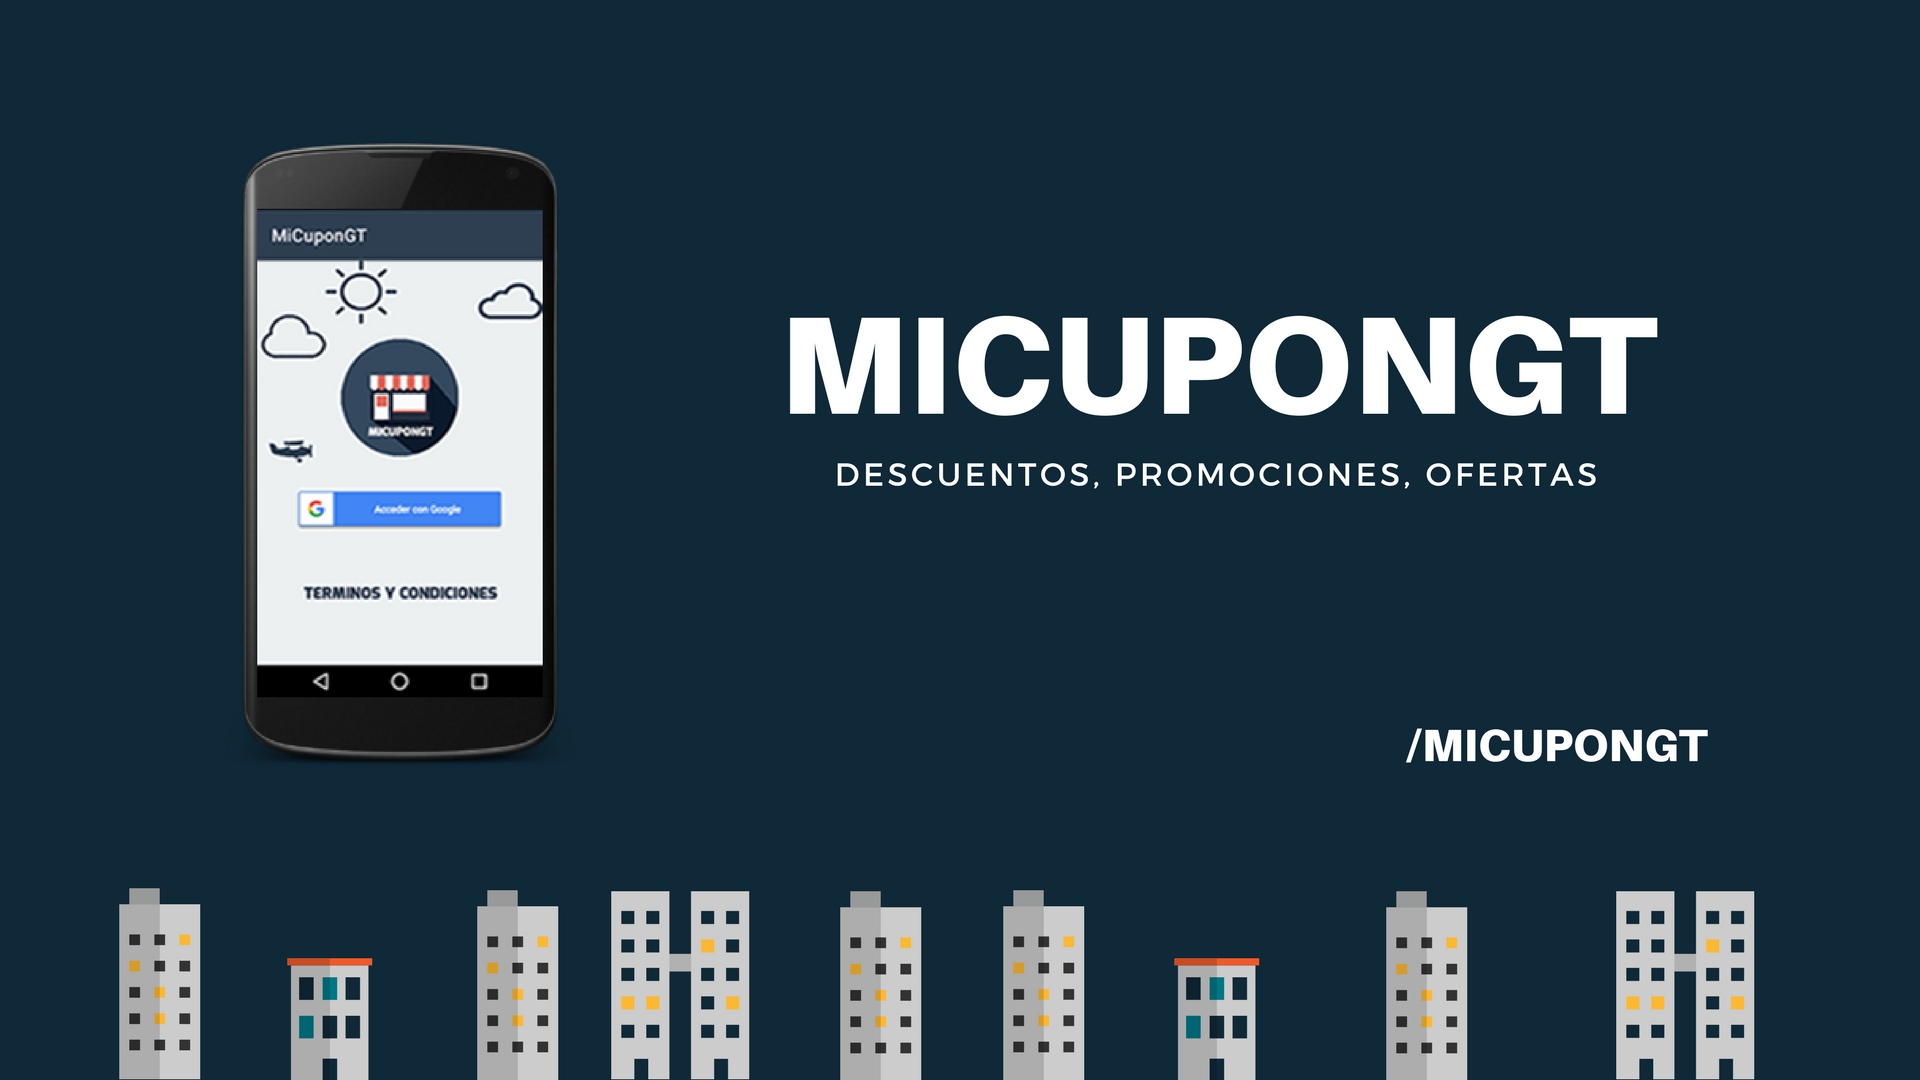 MiCuponGT
MICUPONGT
Acceder con Google
TERMINOS Y CONDICIONES
MICUPONGT
DESCUENTOS, PROMOCIONES, OFERTAS
/MICUPONGT